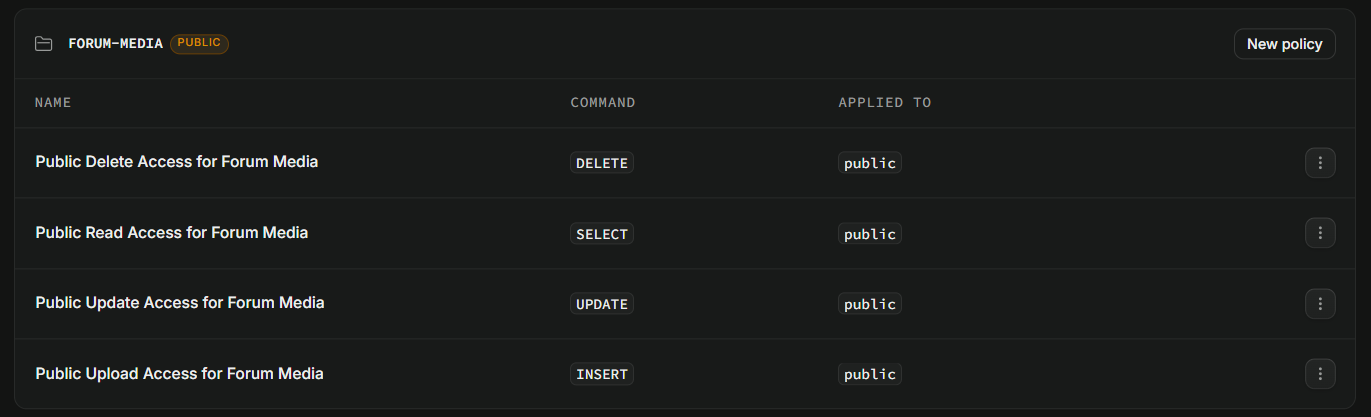 FORUM-MEDIA PUBLIC New policy
NAME COMMAND APPLIED TO
Public Delete Access for Forum Media DELETE public
Public Read Access for Forum Media SELECT public
Public Update Access for Forum Media UPDATE public
Public Upload Access for Forum Media INSERT public